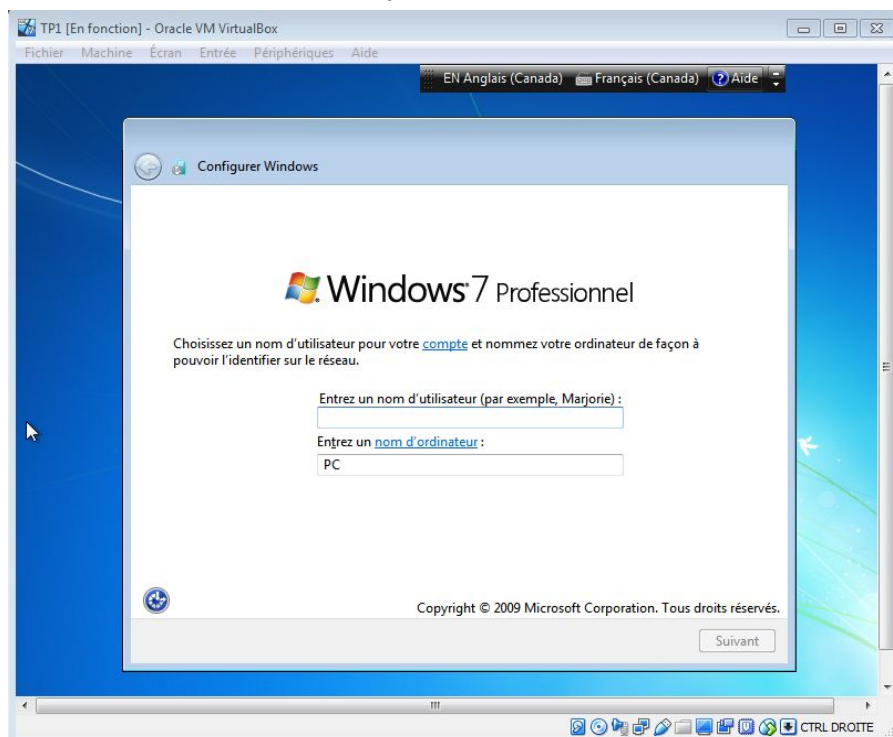 TP1 [En fonction] - Oracle VM VirtualBox
Fichier Machine Écran Entrée Périphériques Aide
EN Anglais (Canada) Français (Canada) Aide
Configurer Windows
Windows 7 Professionnel
Choisissez un nom d'utilisateur pour votre compte et nommez votre ordinateur de façon à
pouvoir l'identifier sur le réseau.
Entrez un nom d'utilisateur (par exemple, Marjorie) :
Entrez un nom d'ordinateur :
PC
Copyright © 2009 Microsoft Corporation. Tous droits réservés.
Suivant
CTRL DROITE